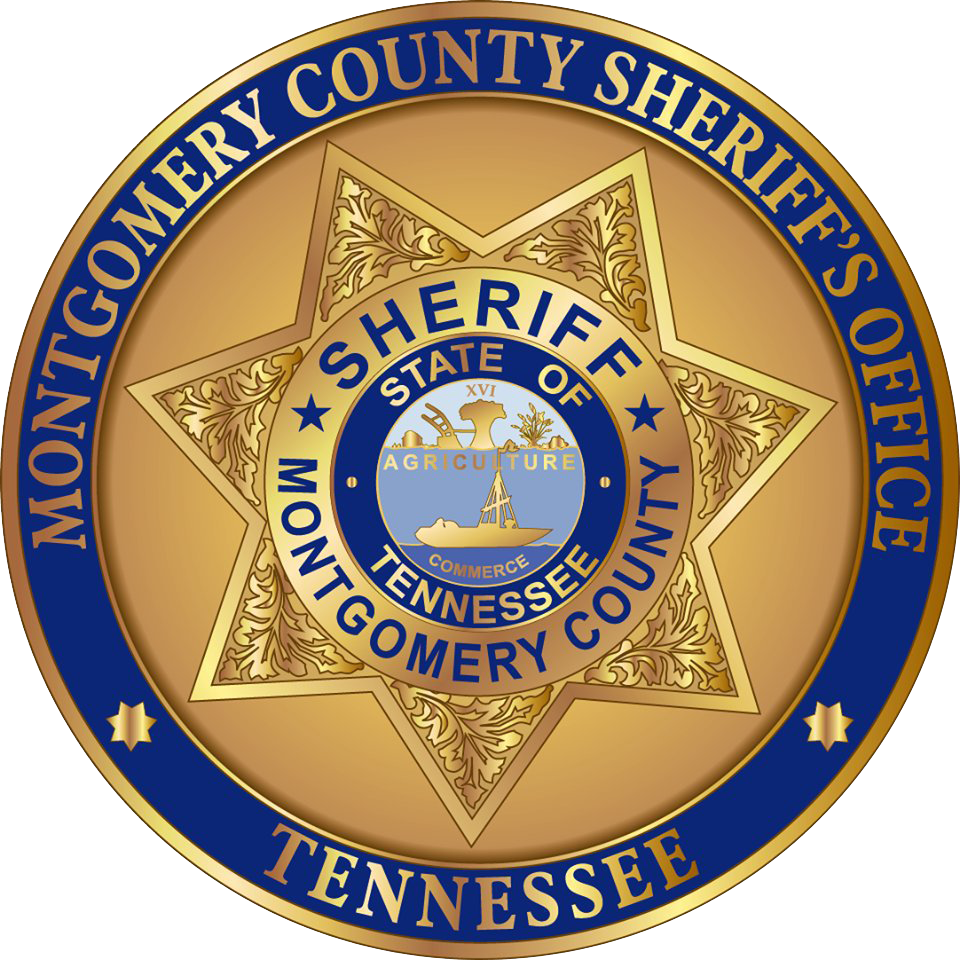 MONTGOMERY COUNTY SHERIFF'S OFFICE
SHERIFF
STATE OF
XVI
AGRICULTURE
COMMERCE
TENNESSEE
MONTGOMERY COUNTY
TENNESSEE